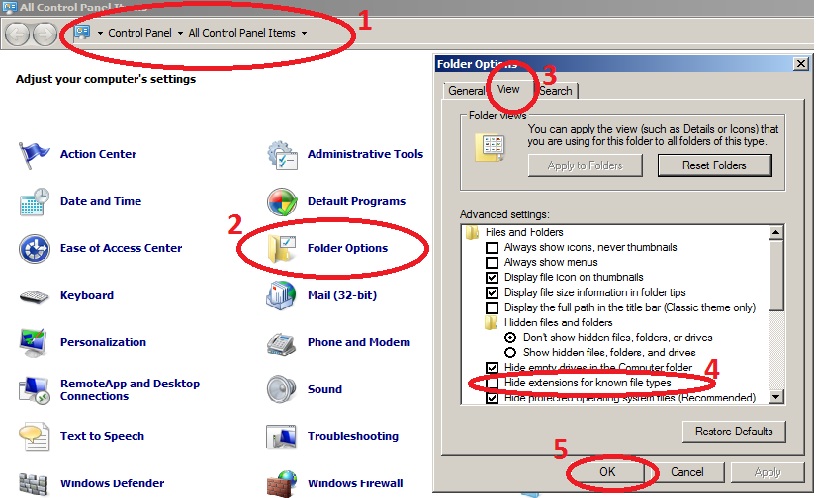 All Control Panel Items
1
Control Panel
All Control Panel Items
Adjust your computer's settings
Action Center
Administrative Tools
Date and Time
Default Programs
2
Ease of Access Center
Folder Options
Keyboard
Mail (32-bit)
Personalization
Phone and Modem
RemoteApp and Desktop
Connections
Sound
Text to Speech
Troubleshooting
Windows Defender
Windows Firewall
Folder Options
3
General
View
Search
Folder views
You can apply the view (such as Details or Icons) that
you are using for this folder to all folders of this type.
Apply to Folders
Reset Folders
Advanced settings:
Files and Folders
Always show icons, never thumbnails
Always show menus
Display file icon on thumbnails
Display file size information in folder tips
Display the full path in the title bar (Classic theme only)
Hidden files and folders
Don't show hidden files, folders, or drives
Show hidden files, folders, and drives
Hide empty drives in the Computer folder
4
Hide extensions for known file types
Hide protected operating system files (Recommended)
Restore Defaults
5
OK
Cancel
Apply